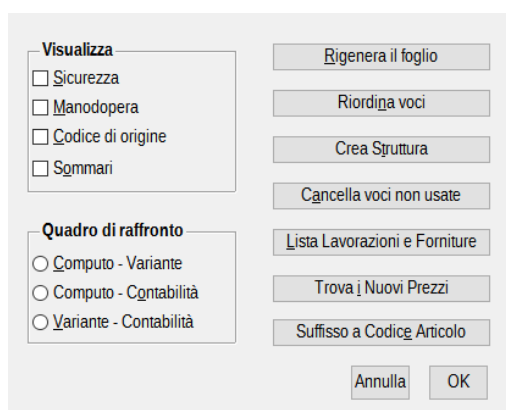 Visualizza
Sicurezza
Manodopera
Codice di origine
Sommari
Quadro di raffronto
Computo - Variante
Computo - Contabilità
Variante - Contabilità
Rigenera il foglio
Riordina voci
Crea Struttura
Cancella voci non usate
Lista Lavorazioni e Forniture
Trova i Nuovi Prezzi
Suffisso a Codice Articolo
Annulla
OK